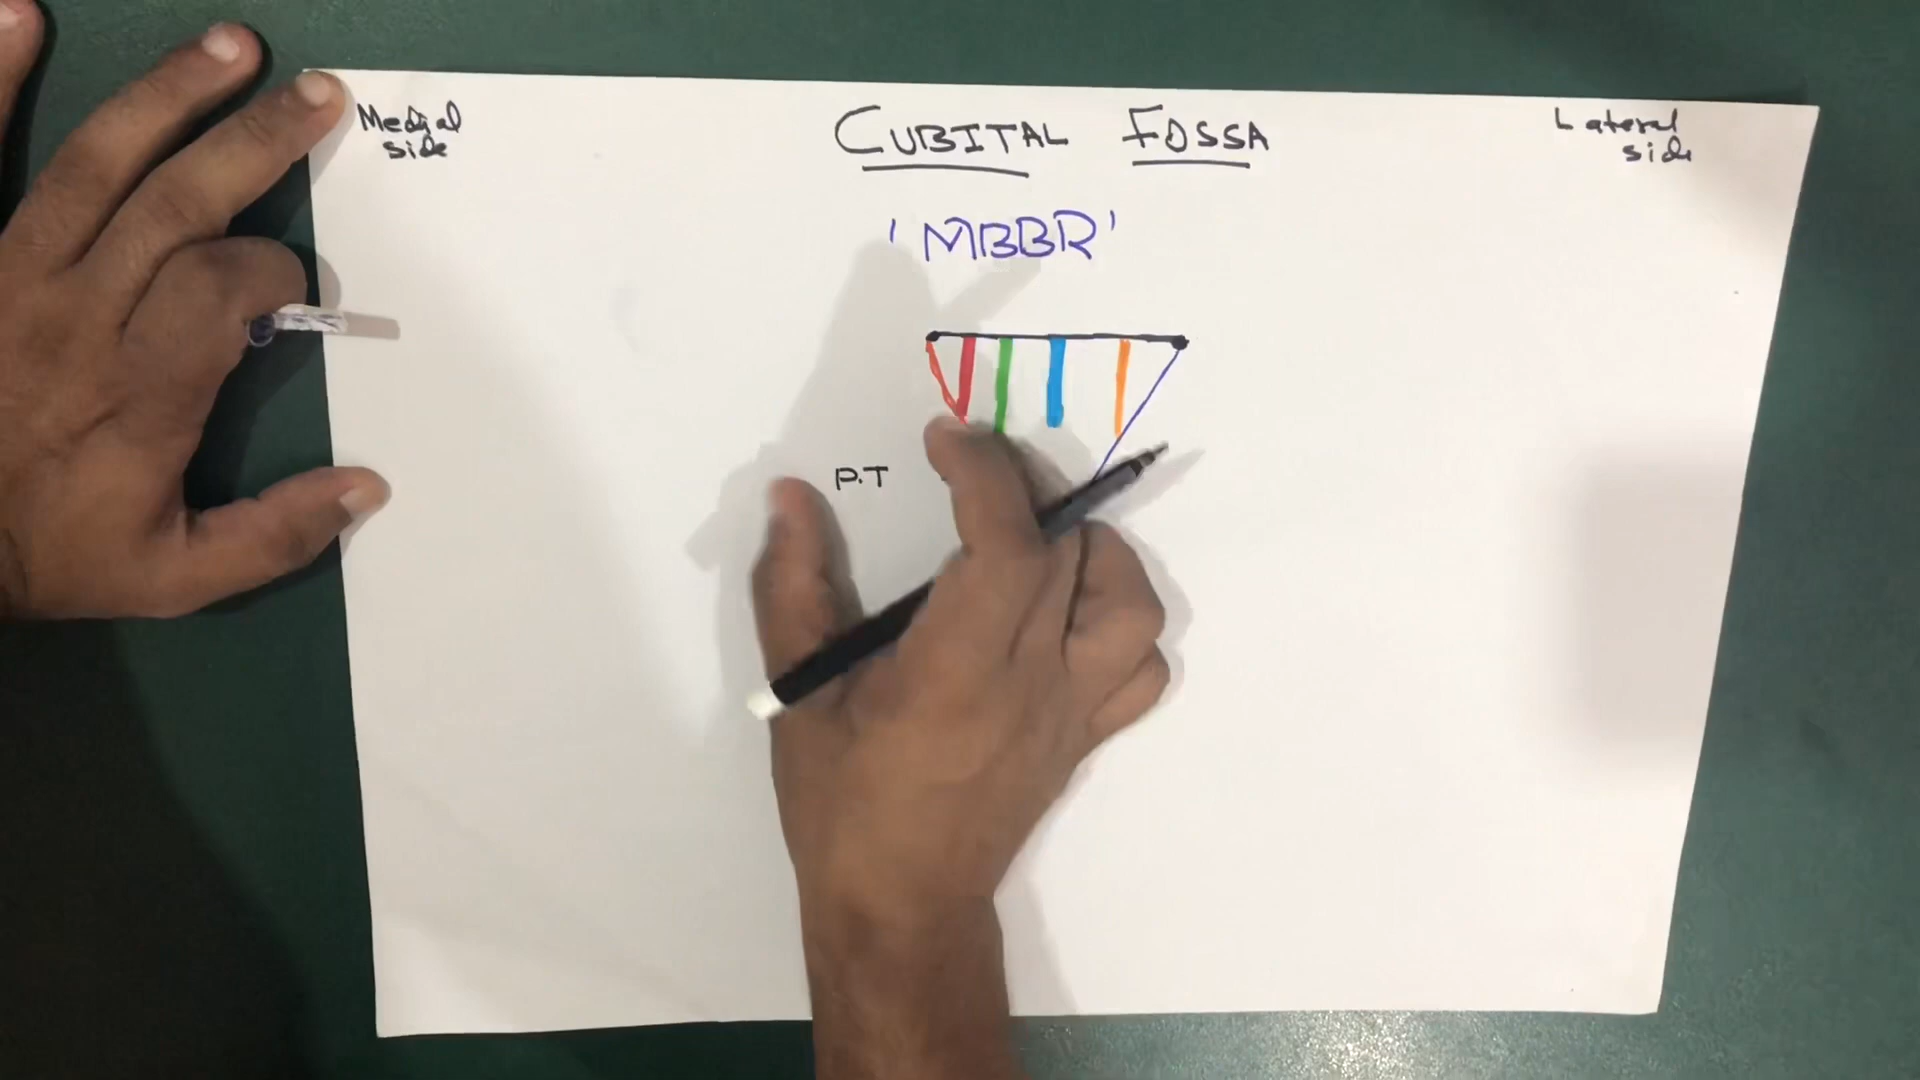 Medial
side
CUBITAL FOSSA
Lateral
side
'MBBR'
P.T